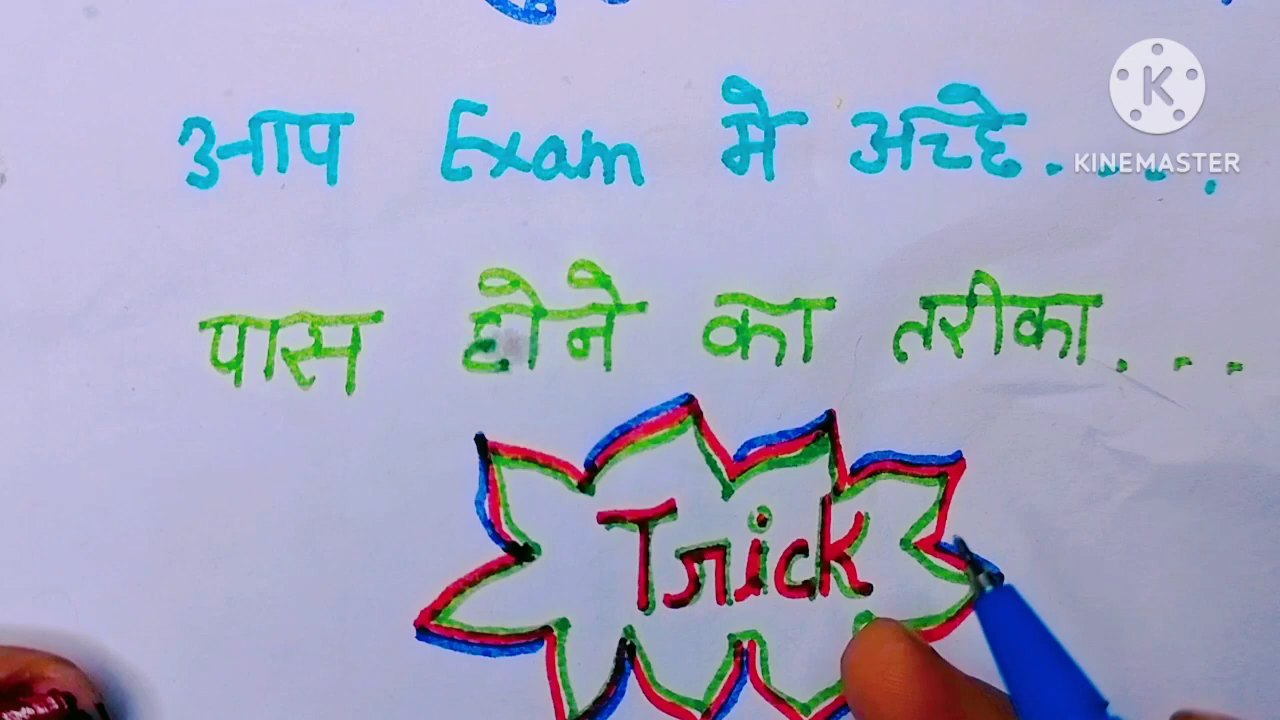 आप Exam मे अच्दे.....
KINEMASTER
पास होने का तरीका...
Trick